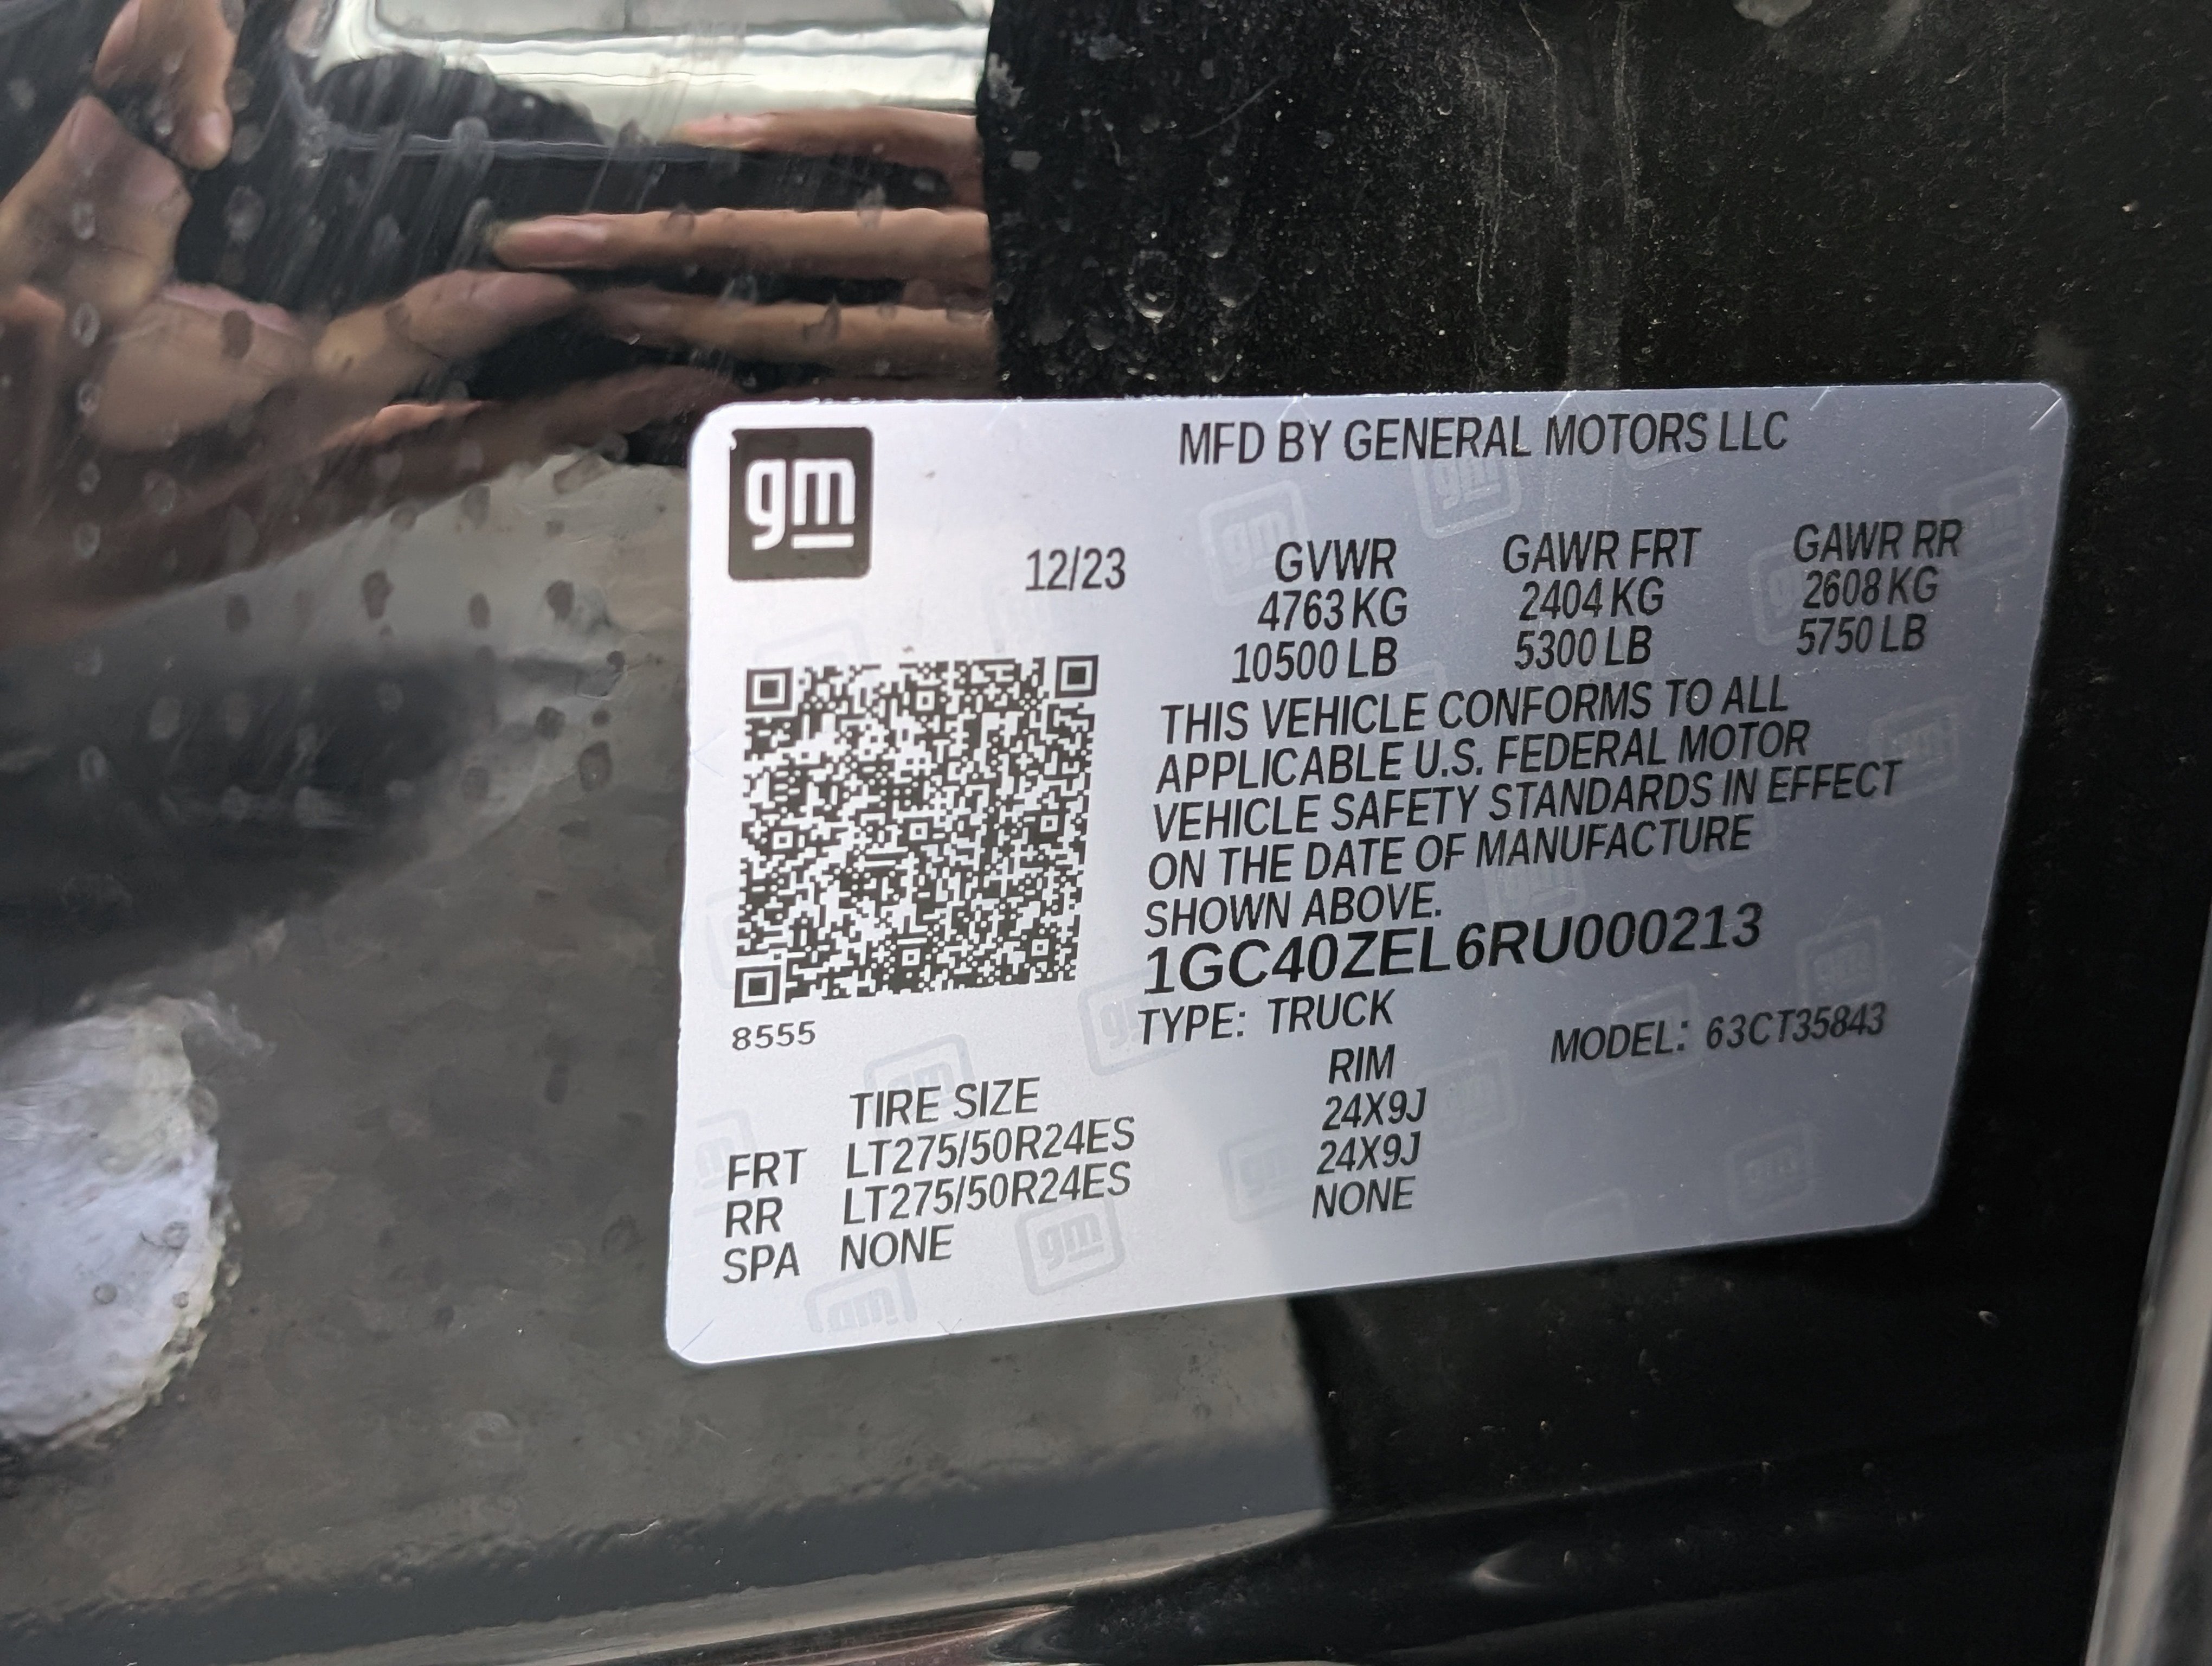 gm
MFD BY GENERAL MOTORS LLC
12/23
GVWR GAWR FRT GAWR RR
4763 KG 2404 KG 2608 KG
10500 LB 5300 LB 5750 LB
THIS VEHICLE CONFORMS TO ALL
APPLICABLE U.S. FEDERAL MOTOR
VEHICLE SAFETY STANDARDS IN EFFECT
ON THE DATE OF MANUFACTURE
SHOWN ABOVE.
1GC40ZEL6RU000213
8555
TYPE: TRUCK MODEL: 63CT35843
TIRE SIZE RIM
FRT LT275/50R24ES 24X9J
RR LT275/50R24ES 24X9J
SPA NONE NONE